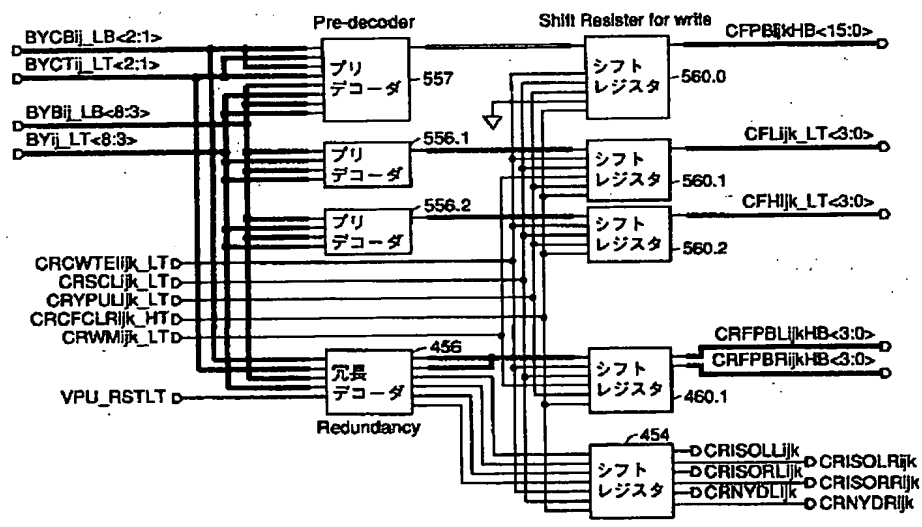 Pre-decoder
Shift Resister for write
BYCBij_LB<2:1>
BYCTij_LT<2:1>
BYBij_LB<8:3>
BYij_LT<8:3>
プリ
デコーダ
557
シフト
レジスタ
560.0
CFPBijkHB<15:0>
プリ
デコーダ
556.1
シフト
レジスタ
560.1
CFLijk_LT<3:0>
プリ
デコーダ
556.2
シフト
レジスタ
560.2
CFHijk_LT<3:0>
CRCWTEijk_LT
CRSCLijk_LT
CRYPULijk_LT
CRCFCLRijk_HT
CRWMijk_LT
VPU_RSTLT
冗長
デコーダ
456
Redundancy
シフト
レジスタ
460.1
CRFPBLijkHB<3:0>
CRFPBRijkHB<3:0>
シフト
レジスタ
454
CRISOLLijk
CRISOLRijk
CRISORLijk
CRISORRijk
CRNYDLijk
CRNYDRijk